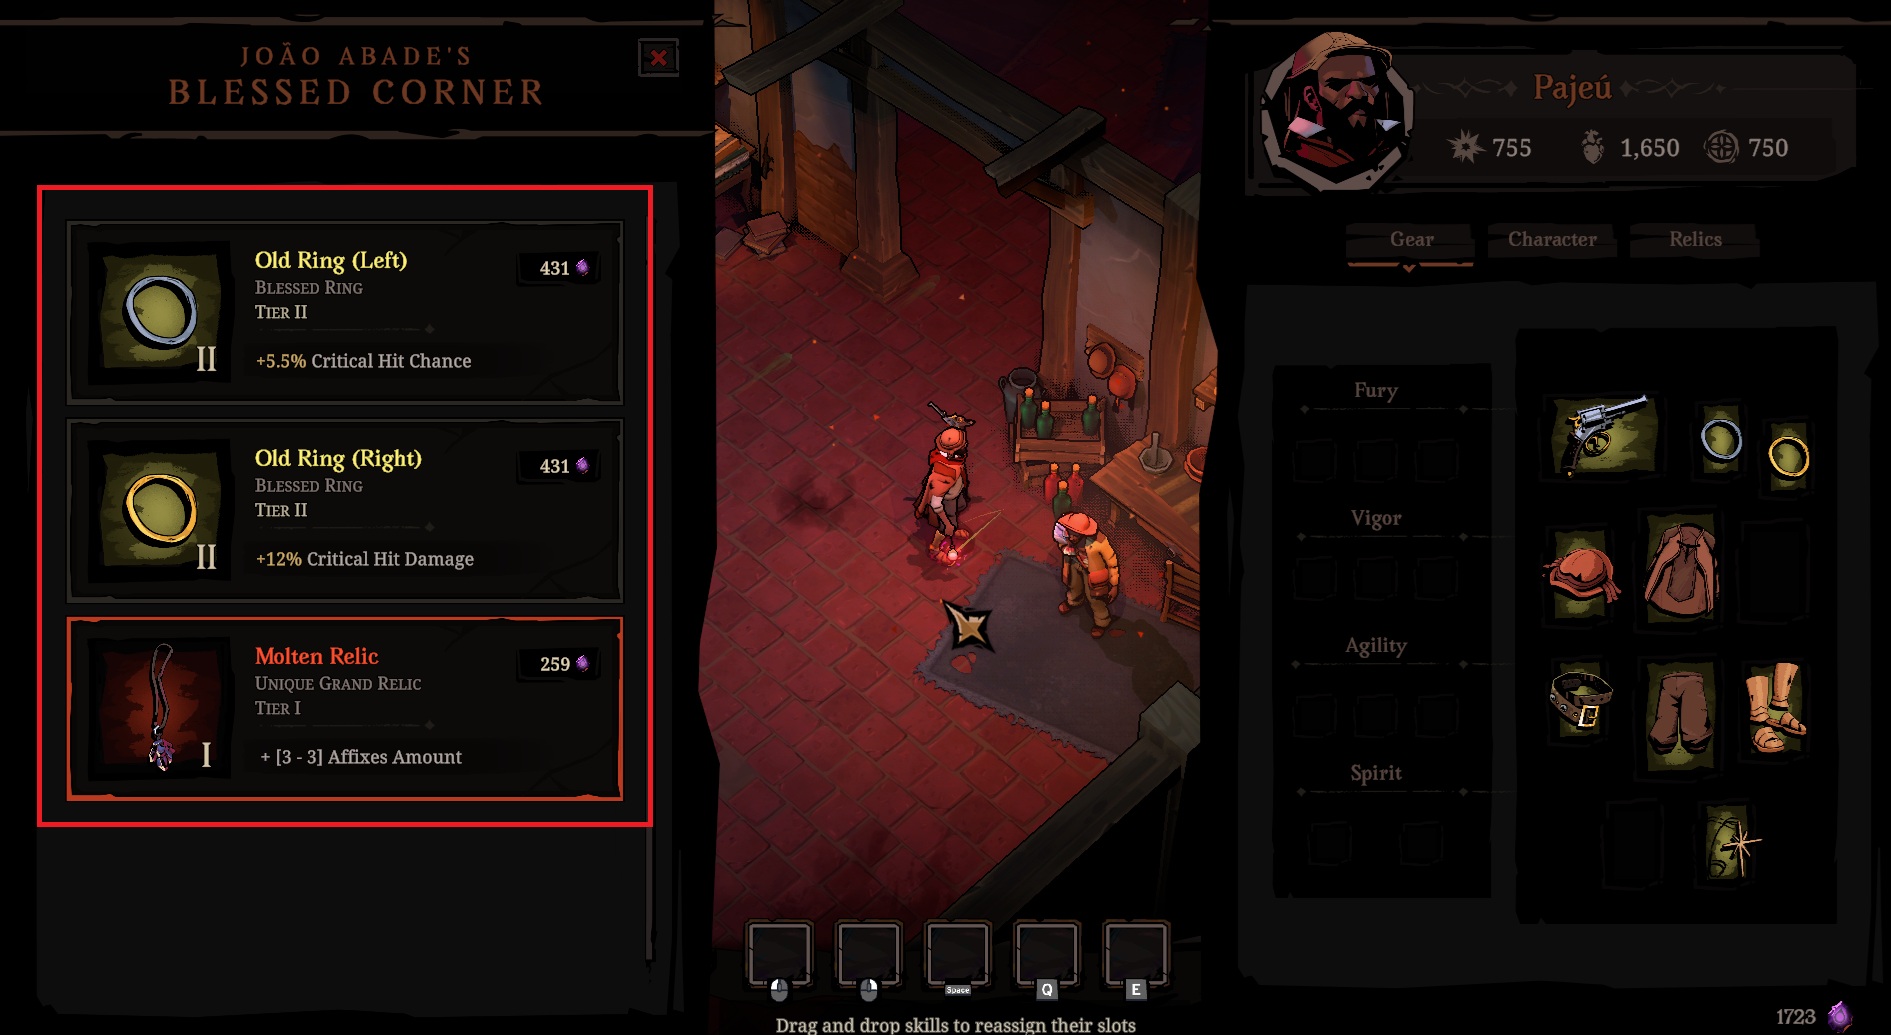 JOÃO ABADE'S
BLESSED CORNER
Old Ring (Left)
431
BLESSED RING
TIER II
II
+5.5% Critical Hit Chance
Old Ring (Right)
431
BLESSED RING
TIER II
II
+12% Critical Hit Damage
Molten Relic
259
UNIQUE GRAND RELIC
TIER I
I
+ [3 - 3] Affixes Amount
Space
Q
E
Drag and drop skills to reassign their slots
Pajeú
755
1,650
750
Gear
Character
Relics
Fury
Vigor
Agility
Spirit
1723